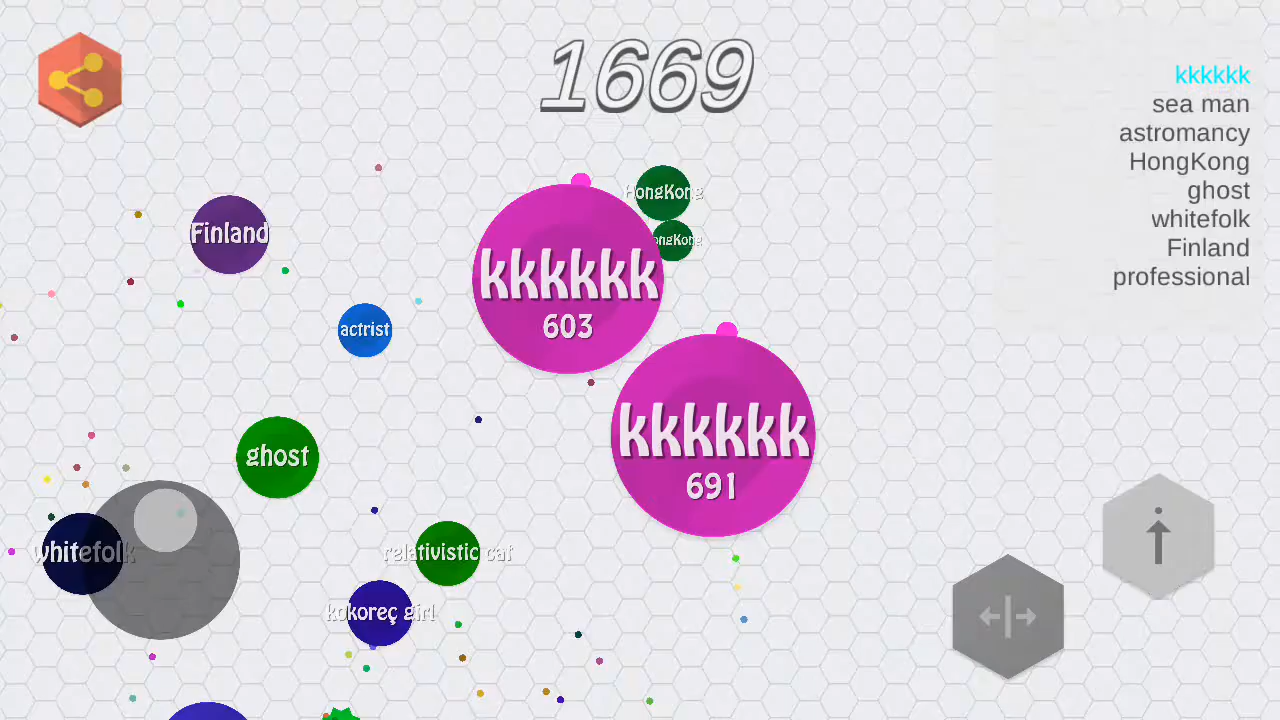 1669
kkkkkk
sea man
astromancy
HongKong
ghost
whitefolk
Finland
professional
HongKong
Finland
ongKong
kkkkkk
603
actrist
kkkkkk
691
ghost
whitefolk
relativistic cat
kokoreç girl